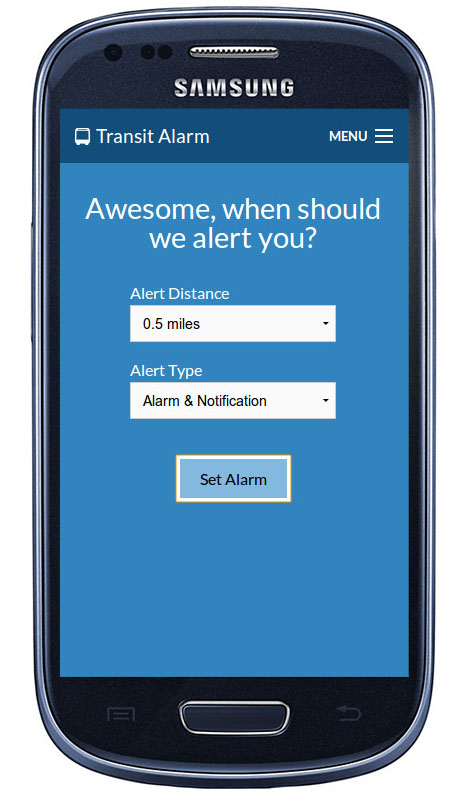 SAMSUNG
Transit Alarm
MENU
Awesome, when should
we alert you?
Alert Distance
0.5 miles
Alert Type
Alarm & Notification
Set Alarm